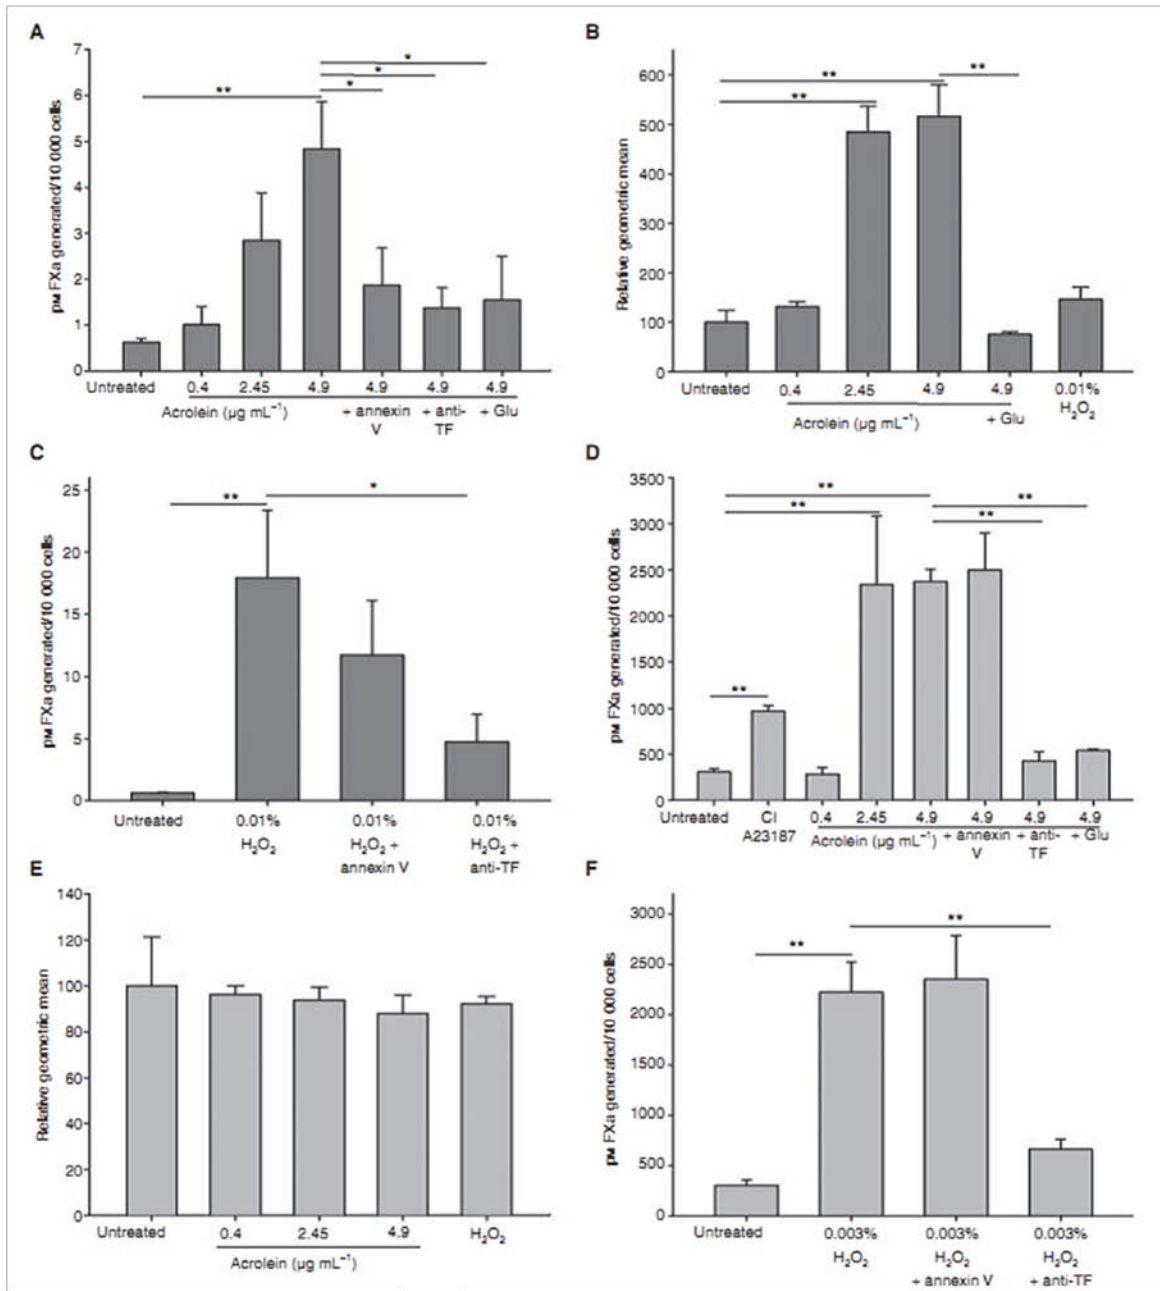 A
pM FXa generated/10 000 cells
7
6
5
4
3
2
1
0
** * * *
Untreated 0.4 2.45 4.9 4.9 4.9 4.9
Acrolein (µg mL⁻¹) + annexin V + anti-TF + Glu
B
Relative geometric mean
600
500
400
300
200
100
0
** ** **
Untreated 0.4 2.45 4.9 4.9 0.01%
H₂O₂
Acrolein (µg mL⁻¹) + Glu
C
pM FXa generated/10 000 cells
25
20
15
10
5
0
** *
Untreated 0.01% 0.01% 0.01%
H₂O₂ H₂O₂ + H₂O₂ +
annexin V anti-TF
D
pM FXa generated/10 000 cells
3500
3000
2500
2000
1500
1000
500
0
** ** ** ** **
Untreated CI 0.4 2.45 4.9 4.9 4.9 4.9
A23187 Acrolein (µg mL⁻¹) + annexin + anti- + Glu
V TF
E
Relative geometric mean
140
120
100
80
60
40
20
0
Untreated 0.4 2.45 4.9 H₂O₂
Acrolein (µg mL⁻¹)
F
pM FXa generated/10 000 cells
3000
2500
2000
1500
1000
500
0
** **
Untreated 0.003% 0.003% 0.003%
H₂O₂ H₂O₂ H₂O₂
+ annexin V + anti-TF